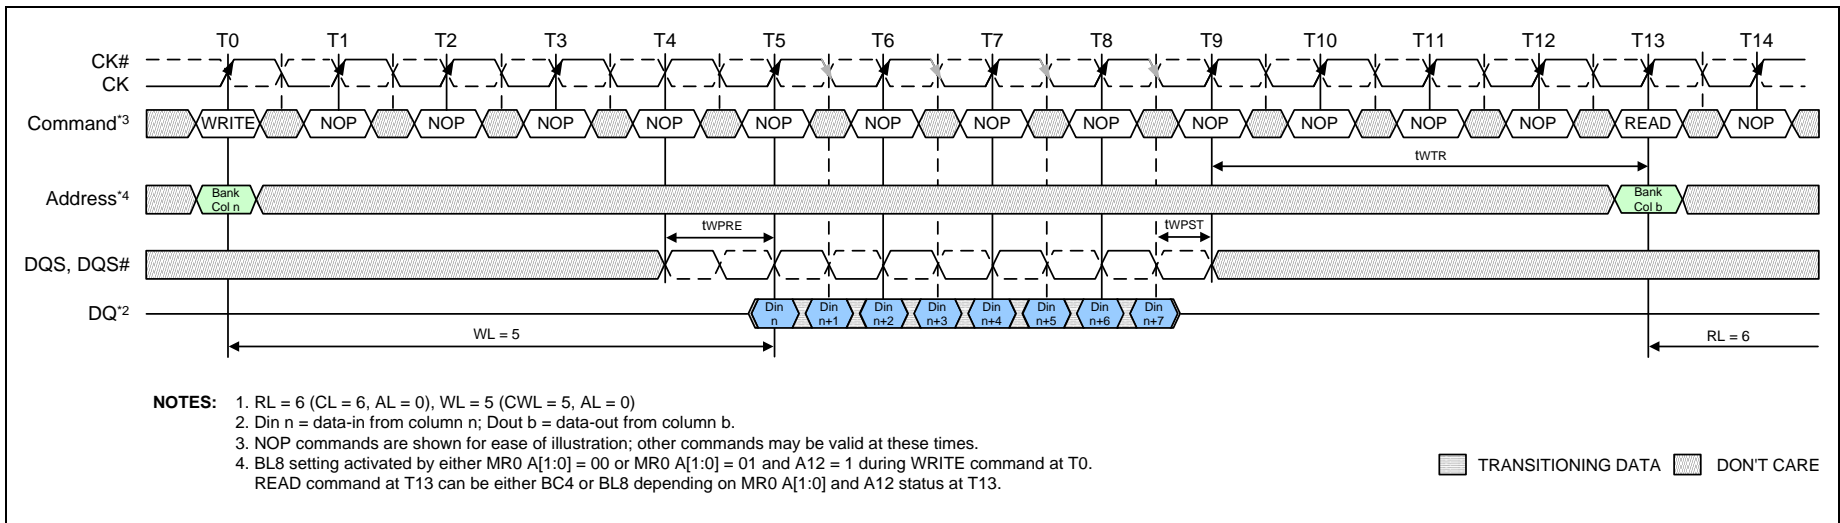 T0 T1 T2 T3 T4 T5 T6 T7 T8 T9 T10 T11 T12 T13 T14
CK#
CK
Command*3 WRITE NOP NOP NOP NOP NOP NOP NOP NOP NOP NOP NOP NOP READ NOP
tWTR
Address*4 Bank Col n Bank Col b
tWPRE tWPST
DQS, DQS#
DQ*2 Din n Din n+1 Din n+2 Din n+3 Din n+4 Din n+5 Din n+6 Din n+7
WL = 5 RL = 6
NOTES: 1. RL = 6 (CL = 6, AL = 0), WL = 5 (CWL = 5, AL = 0)
2. Din n = data-in from column n; Dout b = data-out from column b.
3. NOP commands are shown for ease of illustration; other commands may be valid at these times.
4. BL8 setting activated by either MR0 A[1:0] = 00 or MR0 A[1:0] = 01 and A12 = 1 during WRITE command at T0.
READ command at T13 can be either BC4 or BL8 depending on MR0 A[1:0] and A12 status at T13.
TRANSITIONING DATA DON'T CARE